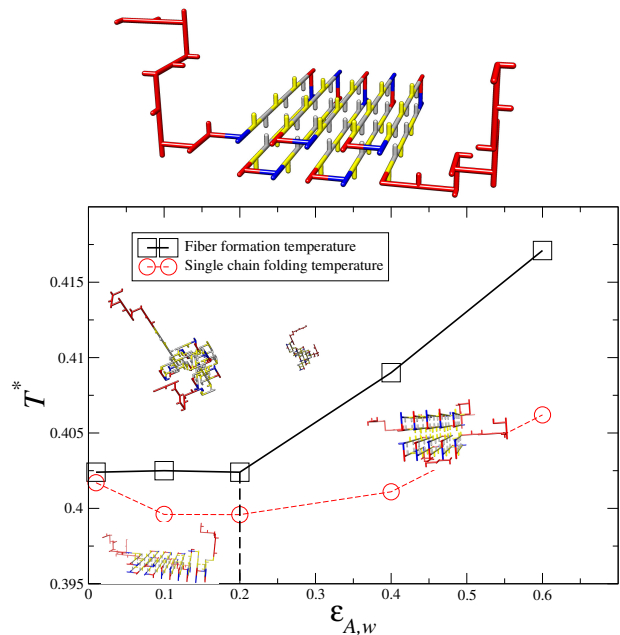 Fiber formation temperature
Single chain folding temperature
0.415
0.41
0.405
0.4
0.395
T*
0 0.1 0.2 0.3 0.4 0.5 0.6
ε_{A,w}